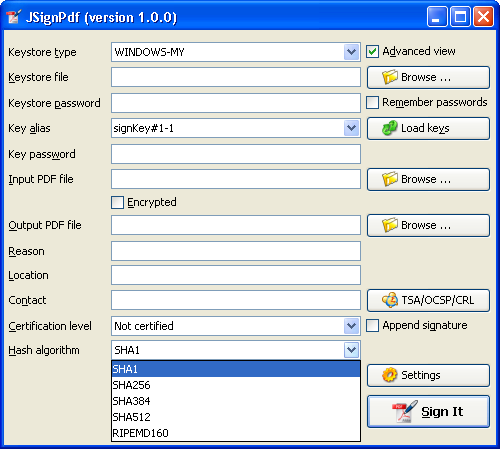 JSignPdf (version 1.0.0)
Keystore type WINDOWS-MY Advanced view
Keystore file Browse ...
Keystore password Remember passwords
Key alias signKey#1-1 Load keys
Key password
Input PDF file Browse ...
Encrypted
Output PDF file Browse ...
Reason
Location
Contact TSA/OCSP/CRL
Certification level Not certified Append signature
Hash algorithm SHA1
SHA1
SHA256
SHA384
SHA512
RIPEMD160
Settings
Sign It